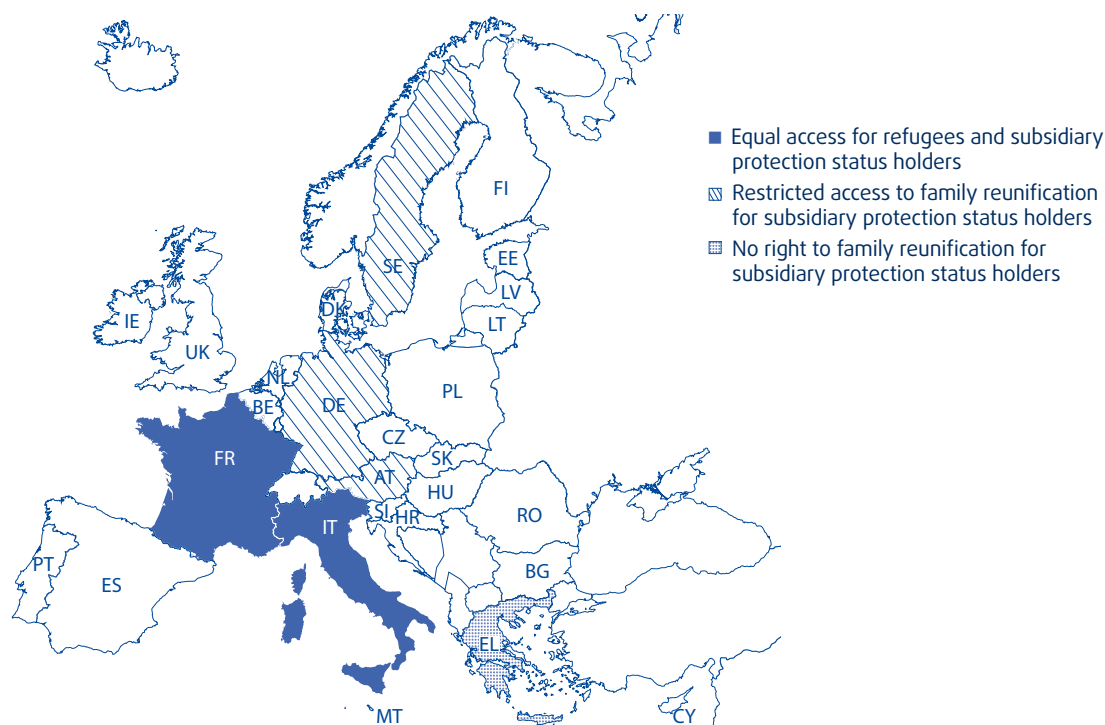 Equal access for refugees and subsidiary
protection status holders
Restricted access to family reunification
for subsidiary protection status holders
No right to family reunification for
subsidiary protection status holders
FI
SE
EE
LV
DK
LT
IE
UK
NL
PL
BE
DE
CZ
FR
SK
AT
HU
SI
HR
RO
IT
PT
ES
BG
EL
MT
CY